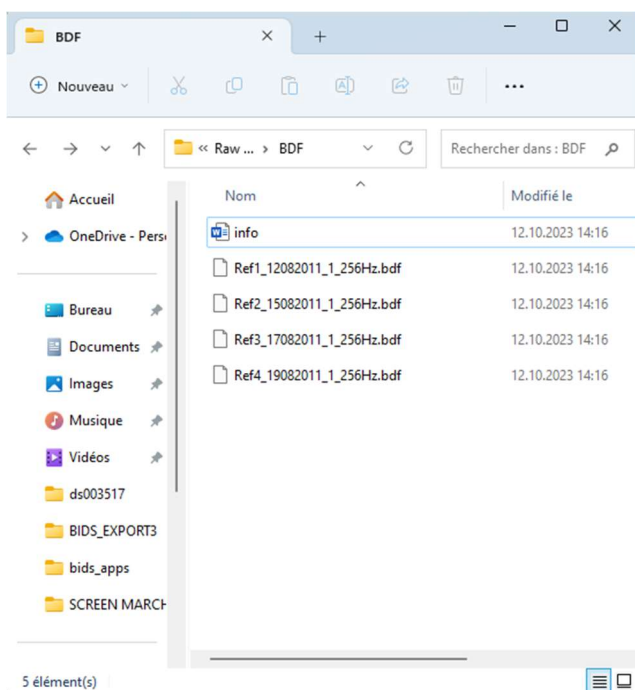 BDF
Nouveau
« Raw ... > BDF
Rechercher dans : BDF
Nom
Modifié le
Accueil
OneDrive - Perso
info 12.10.2023 14:16
Ref1_12082011_1_256Hz.bdf 12.10.2023 14:16
Bureau
Ref2_15082011_1_256Hz.bdf 12.10.2023 14:16
Documents
Ref3_17082011_1_256Hz.bdf 12.10.2023 14:16
Images
Ref4_19082011_1_256Hz.bdf 12.10.2023 14:16
Musique
Vidéos
ds003517
BIDS_EXPORT3
bids_apps
SCREEN MARCH
5 élément(s)